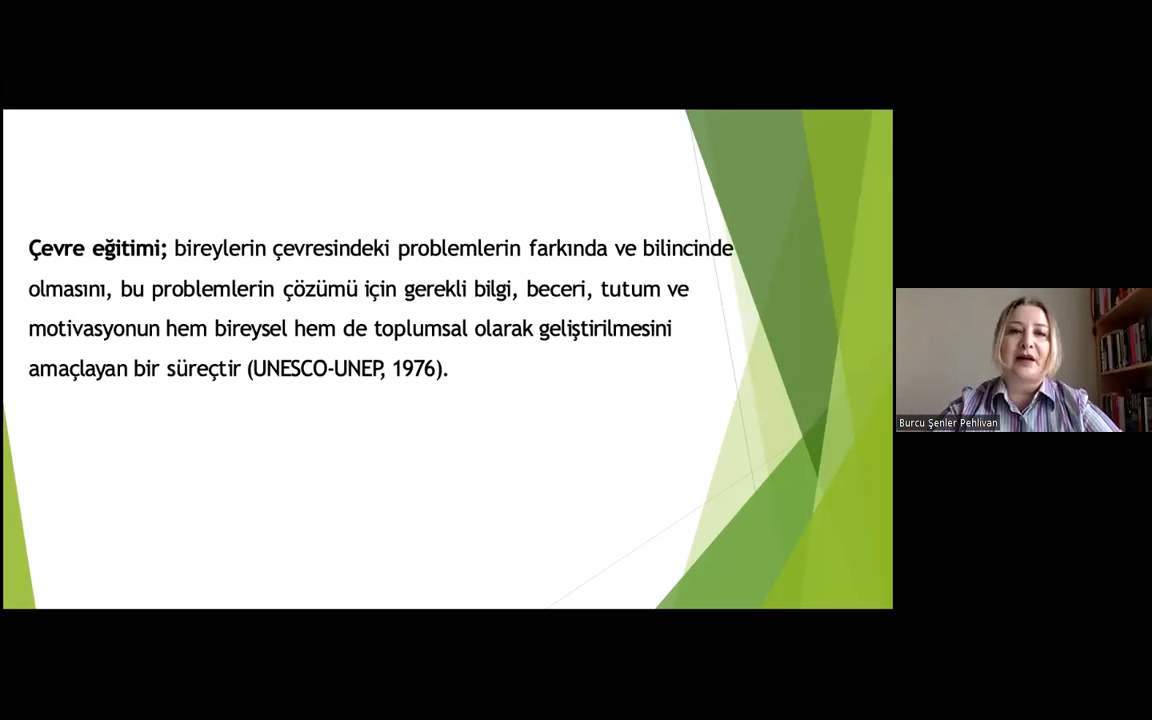 Çevre eğitimi; bireylerin çevresindeki problemlerin farkında ve bilincinde
olmasını, bu problemlerin çözümü için gerekli bilgi, beceri, tutum ve
motivasyonun hem bireysel hem de toplumsal olarak geliştirilmesini
amaçlayan bir süreçtir (UNESCO-UNEP, 1976).
Burcu Şenler Pehlivan